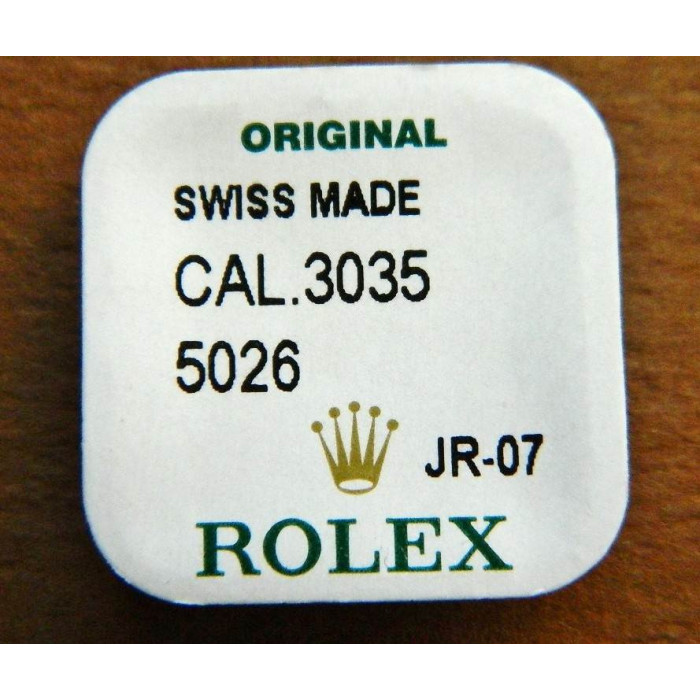 ORIGINAL
SWISS MADE
CAL.3035
5026
JR-07
ROLEX